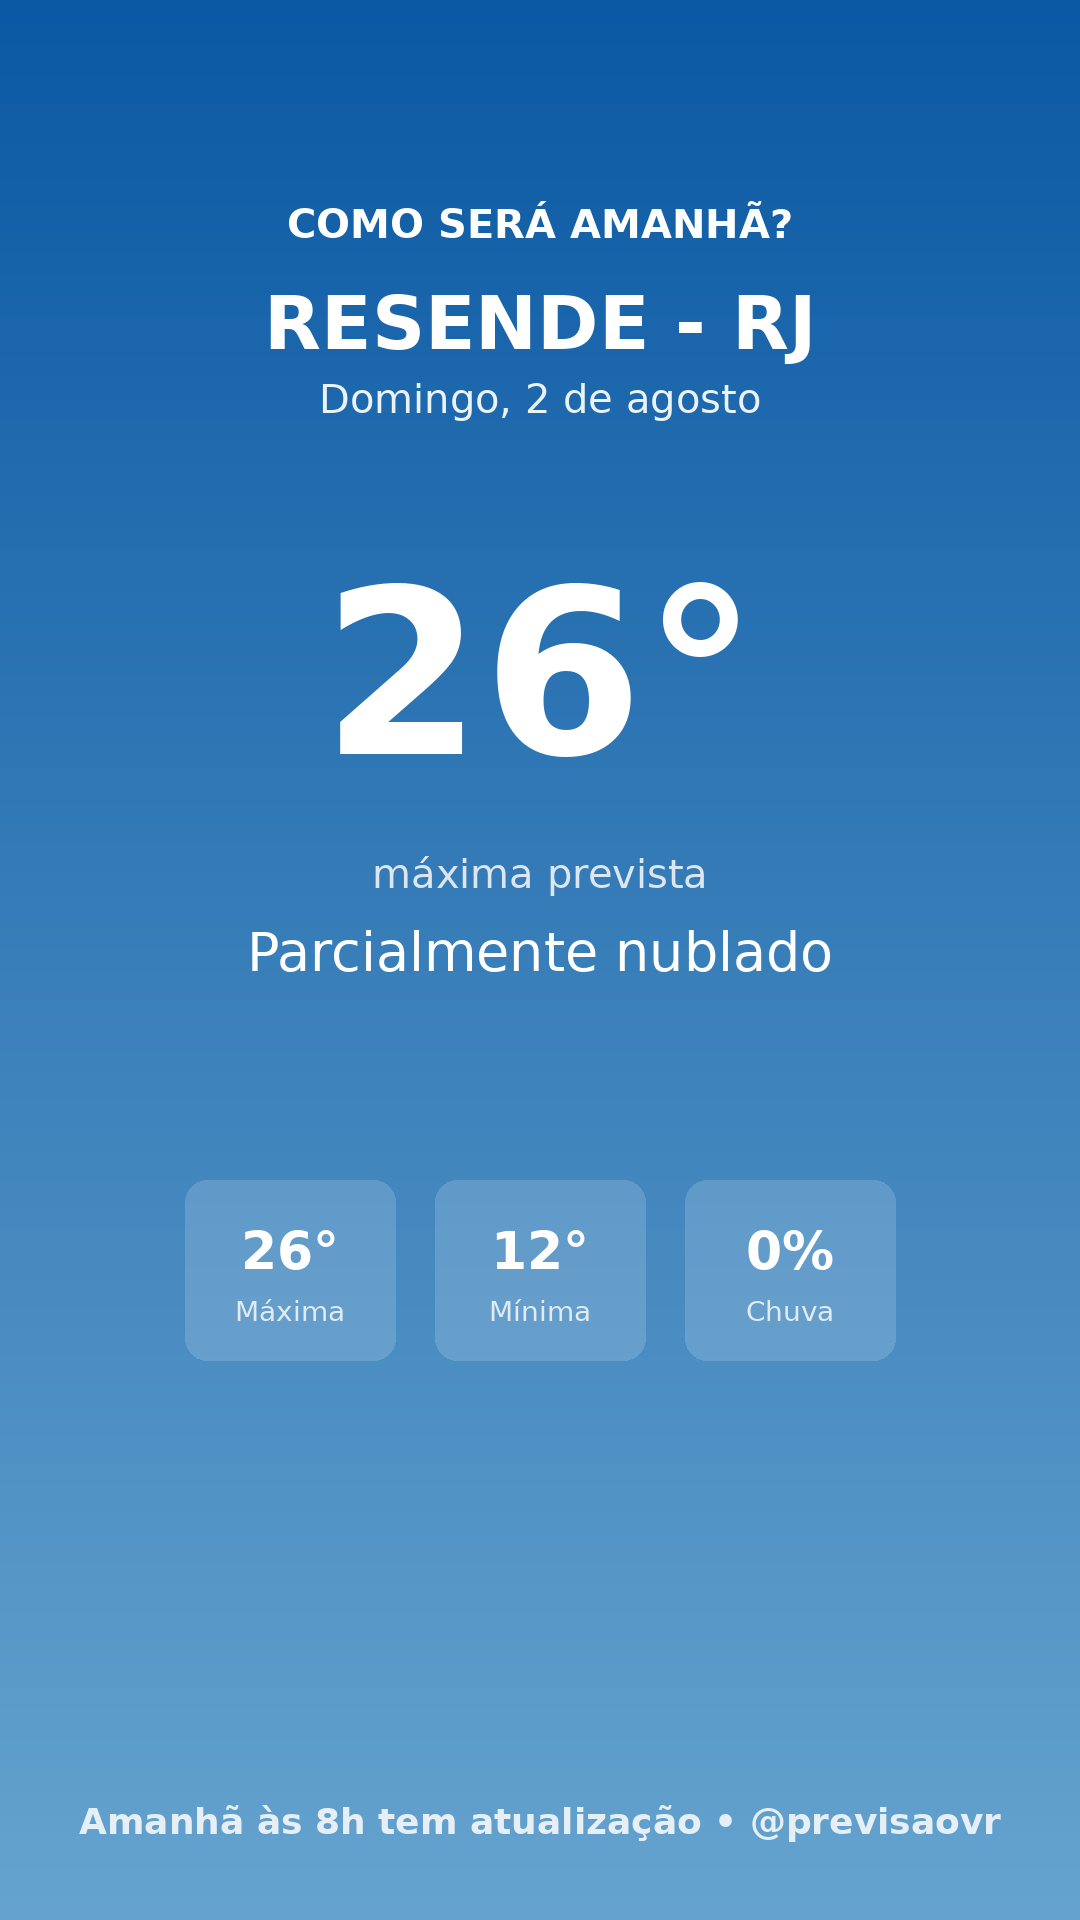 COMO SERÁ AMANHÃ?
RESENDE - RJ
Domingo, 2 de agosto
26°
máxima prevista
Parcialmente nublado
26° 12° 0%
Máxima Mínima Chuva
Amanhã às 8h tem atualização • @previsaovr